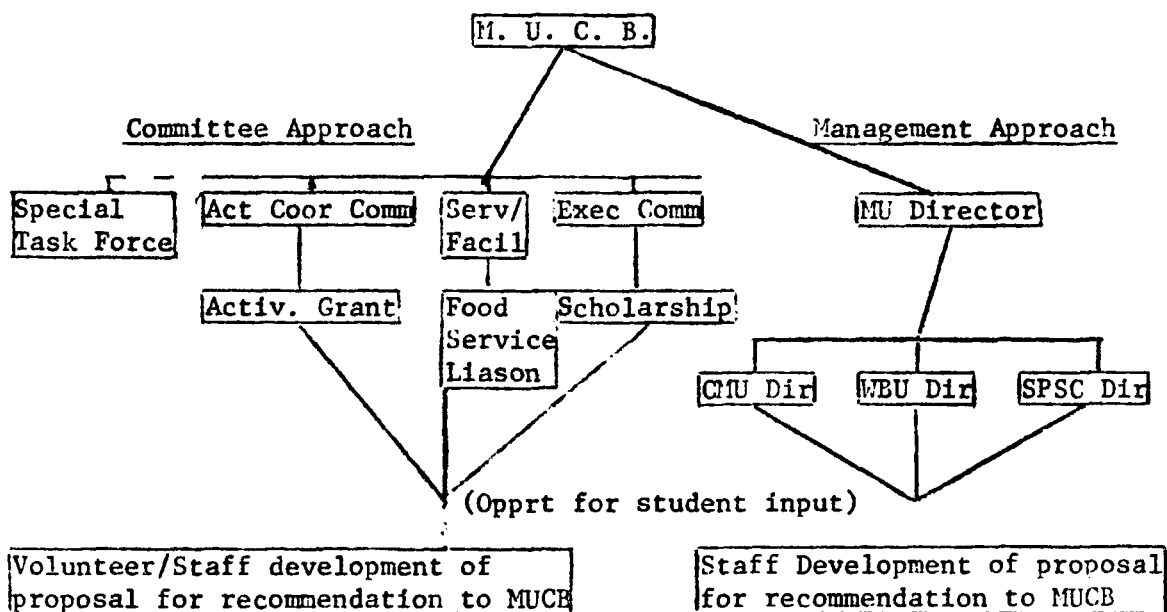 M. U. C. B.
Committee Approach
Management Approach
Special
Task Force
Act Coor Comm
Serv/
Facil
Exec Comm
MU Director
Activ. Grant
Food
Service
Liason
Scholarship
CMU Dir
WBU Dir
SPSC Dir
(Opprt for student input)
Volunteer/Staff development of
proposal for recommendation to MUCB
Staff Development of proposal
for recommendation to MUCB